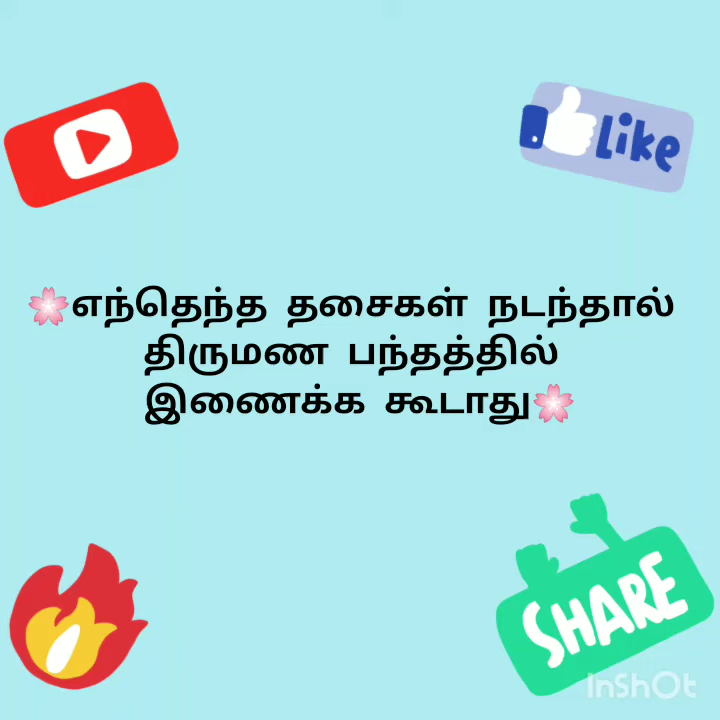 Like
🌸எந்தெந்த தசைகள் நடந்தால்
திருமண பந்தத்தில்
இணைக்க கூடாது🌸
SHARE
InShOt